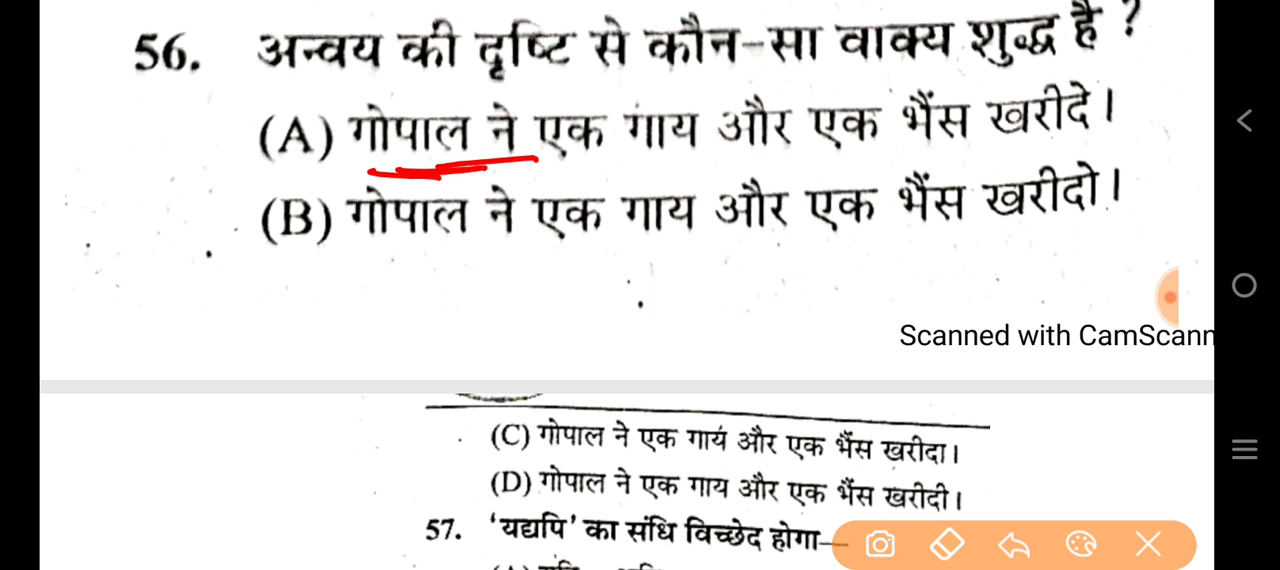 56. अन्वय की दृष्टि से कौन-सा वाक्य शुद्ध है ?
(A) गोपाल ने एक गाय और एक भैंस खरीदे।
(B) गोपाल ने एक गाय और एक भैंस खरीदो।
Scanned with CamScann
(C) गोपाल ने एक गाय और एक भैंस खरीदा।
(D) गोपाल ने एक गाय और एक भैंस खरीदी।
57. 'यद्यपि' का संधि विच्छेद होगा—